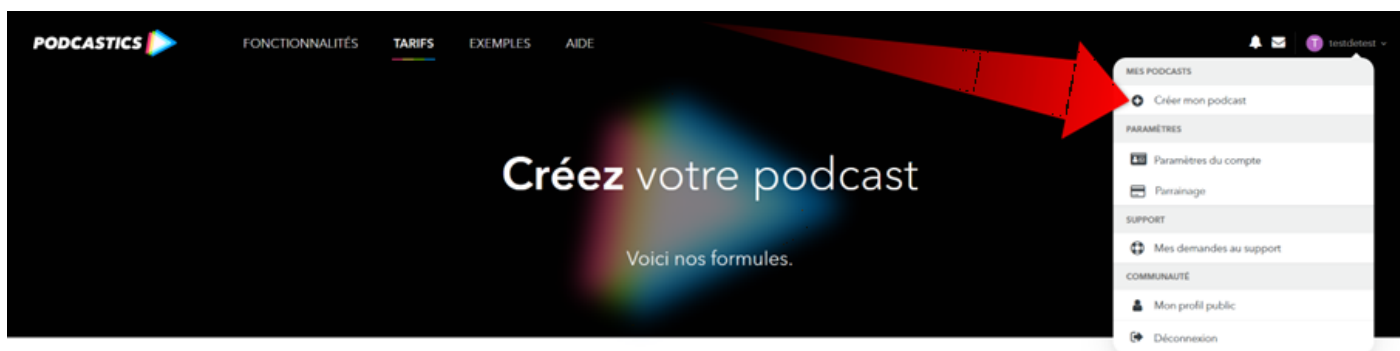 PODCASTICS
FONCTIONNALITÉS TARIFS EXEMPLES AIDE
T testdetest
MES PODCASTS
Créer mon podcast
PARAMÈTRES
Paramètres du compte
Parrainage
SUPPORT
Mes demandes au support
COMMUNAUTÉ
Mon profil public
Déconnexion
Créez votre podcast
Voici nos formules.